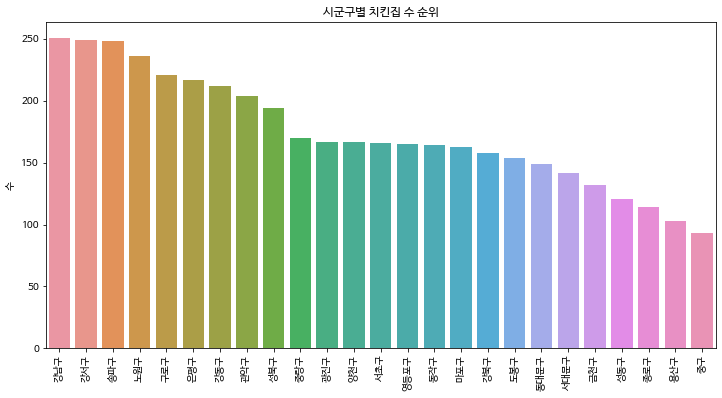 시군구별 치킨집 수 순위
250
200
150
100
50
0
수
강남구
강서구
송파구
노원구
구로구
은평구
강동구
관악구
성북구
중랑구
광진구
양천구
서초구
영등포구
동작구
마포구
강북구
도봉구
동대문구
서대문구
금천구
성동구
종로구
용산구
중구